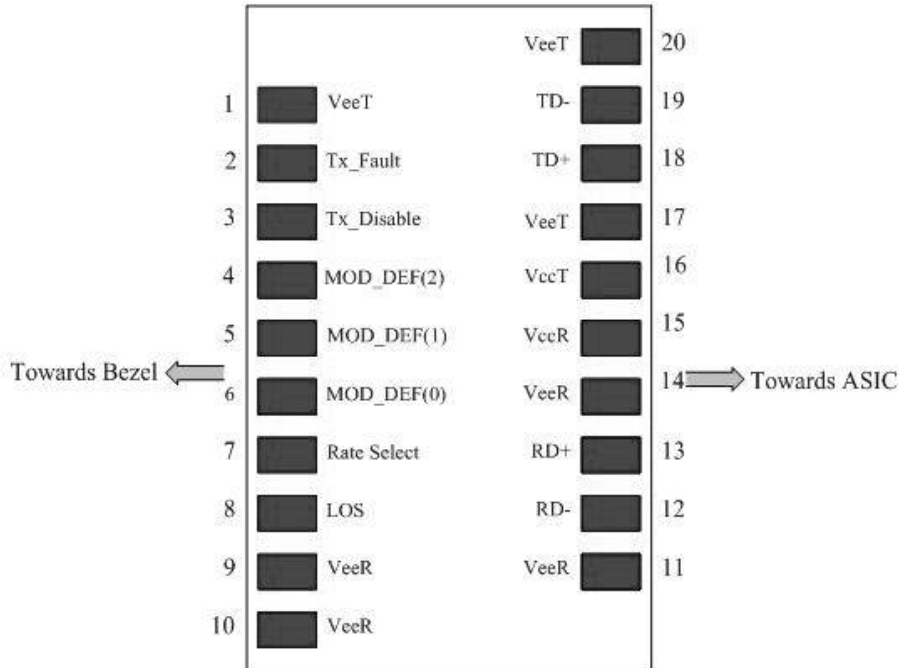 VeeT 20
1 VeeT TD- 19
2 Tx_Fault TD+ 18
3 Tx_Disable VeeT 17
4 MOD_DEF(2) VccT 16
5 MOD_DEF(1) VccR 15
Towards Bezel
6 MOD_DEF(0) VeeR 14
Towards ASIC
7 Rate Select RD+ 13
8 LOS RD- 12
9 VeeR VeeR 11
10 VeeR